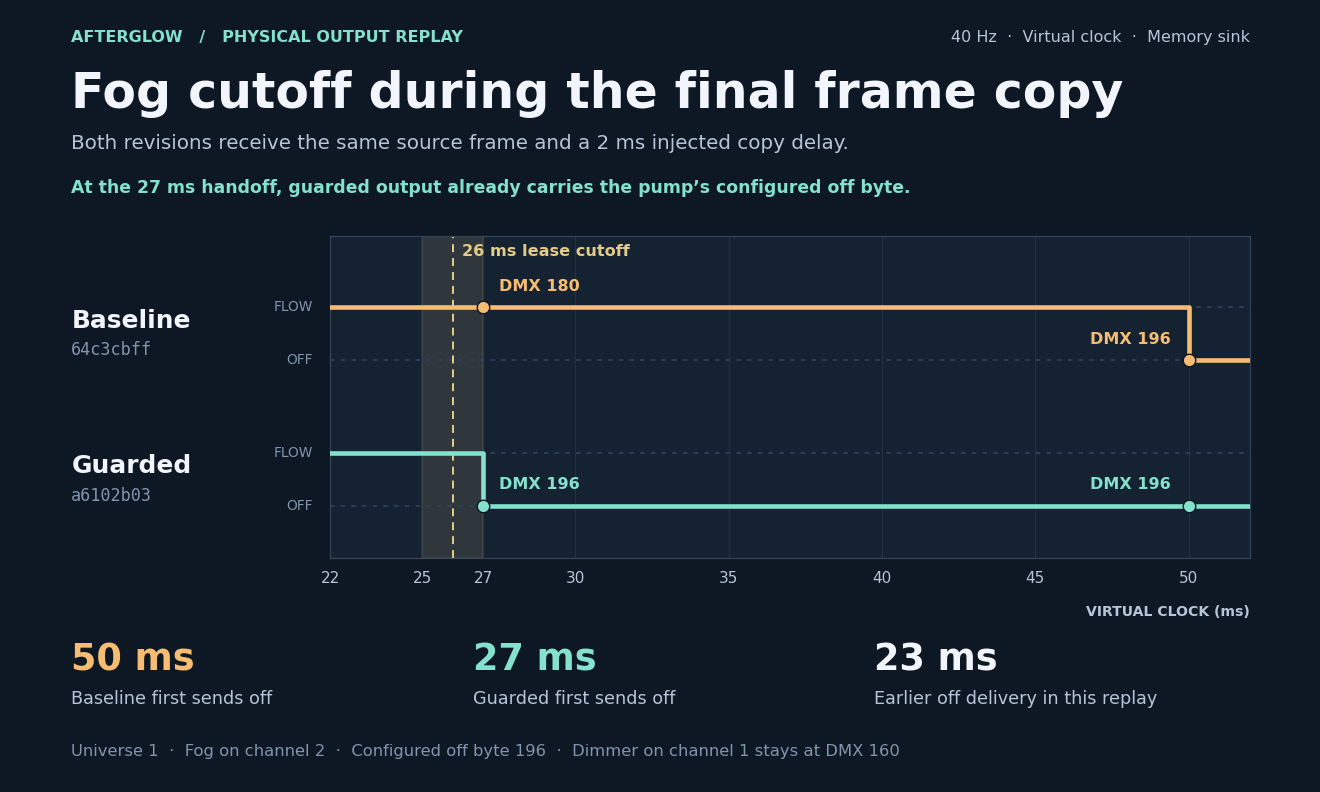 AFTERGLOW / PHYSICAL OUTPUT REPLAY
40 Hz · Virtual clock · Memory sink
Fog cutoff during the final frame copy
Both revisions receive the same source frame and a 2 ms injected copy delay.
At the 27 ms handoff, guarded output already carries the pump’s configured off byte.
26 ms lease cutoff
DMX 180
Baseline
64c3cbff
FLOW
OFF
DMX 196
Guarded
a6102b03
FLOW
OFF
DMX 196
DMX 196
22 25 27 30 35 40 45 50
VIRTUAL CLOCK (ms)
50 ms
Baseline first sends off
27 ms
Guarded first sends off
23 ms
Earlier off delivery in this replay
Universe 1 · Fog on channel 2 · Configured off byte 196 · Dimmer on channel 1 stays at DMX 160